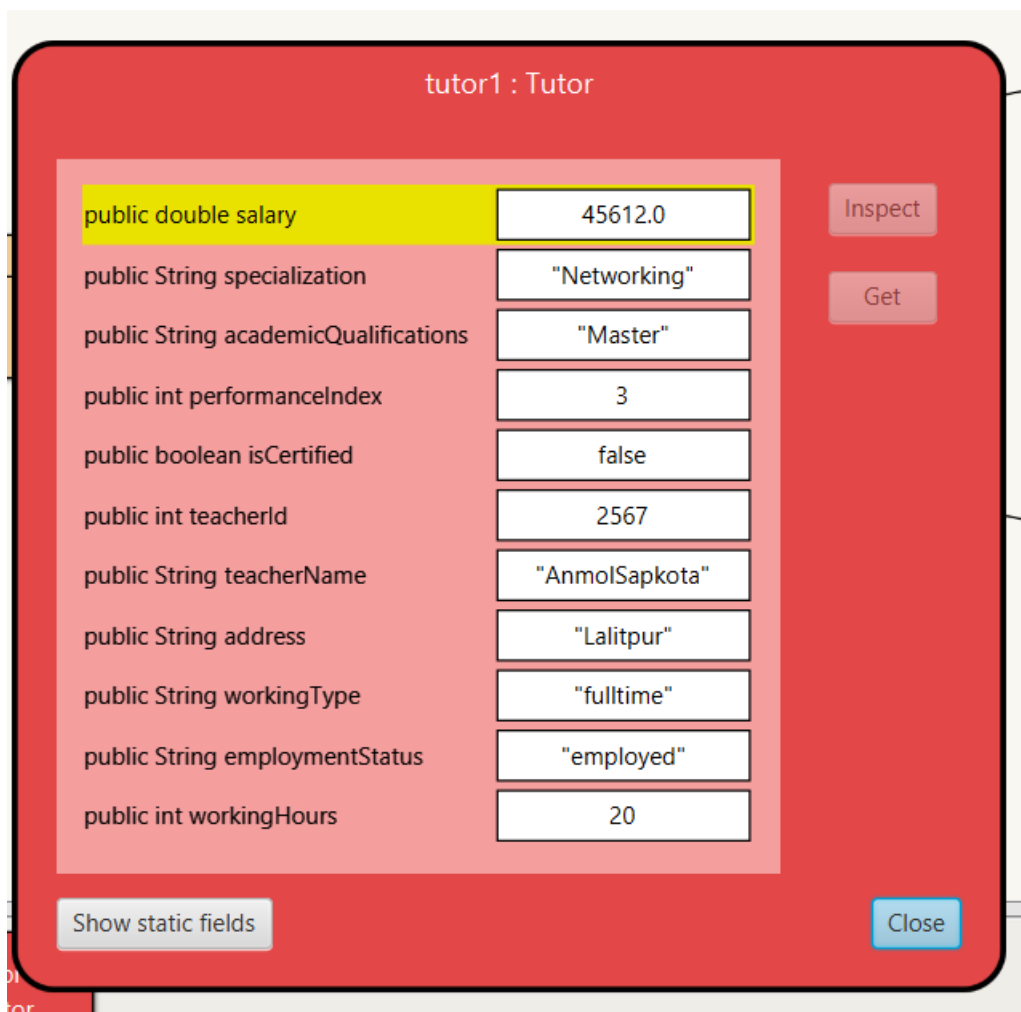 tutor1 : Tutor
public double salary 45612.0
Inspect
public String specialization "Networking"
Get
public String academicQualifications "Master"
public int performanceIndex 3
public boolean isCertified false
public int teacherId 2567
public String teacherName "AnmolSapkota"
public String address "Lalitpur"
public String workingType "fulltime"
public String employmentStatus "employed"
public int workingHours 20
Show static fields
Close